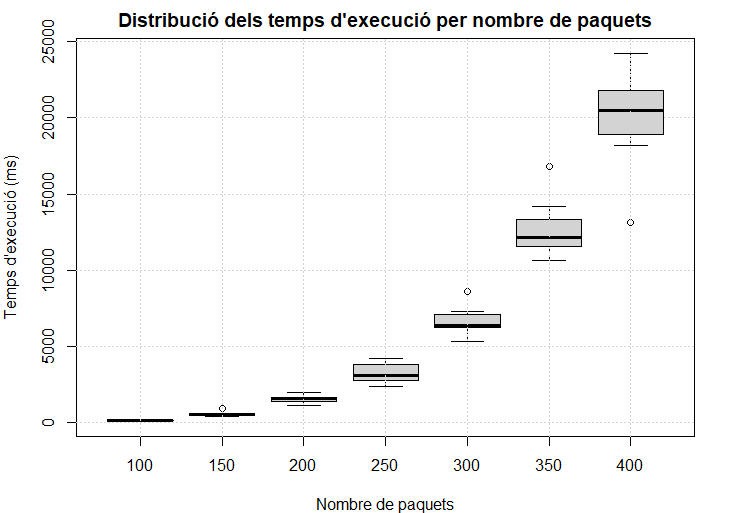 Distribució dels temps d'execució per nombre de paquets
Temps d'execució (ms)
25000
20000
15000
10000
5000
0
100 150 200 250 300 350 400
Nombre de paquets